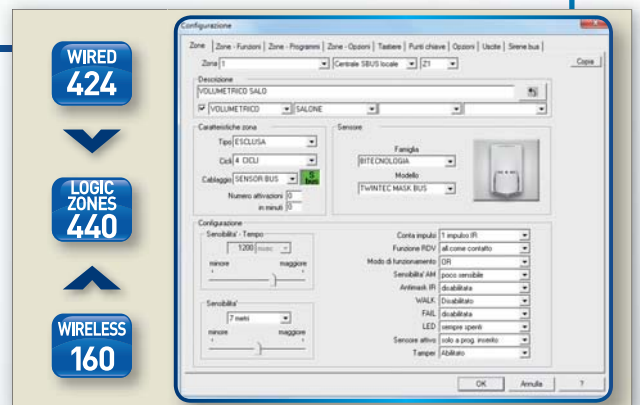 WIRED
424
LOGIC
ZONES
440
WIRELESS
160
Configurazione
Zone Zone - Funzioni Zone - Programmi Zone - Opzioni Tastiere Punti chiave Opzioni Uscite Sirene bus
Zona 1 Centrale SBUS locale Z1 Copia
Descrizione
VOLUMETRICO SALO
VOLUMETRICO SALONE
Caratteristiche zona
Tipo ESCLUSA
Cicli 4 CICLI
Cablaggio SENSOR BUS S bus
Numero attivazioni 0
in minuti 0
Sensore
Famiglia
BITECNOLOGIA
Modello
TWINTEC MASK BUS
Configurazione
Sensibilita' - Tempo
1200 msec
minore maggiore
Sensibilita'
7 metri
minore maggiore
Conta impulsi 1 impulso IR
Funzione RDV all.come contatto
Modo di funzionamento OR
Sensibilità AM poco sensibile
Antimask IR disabilitata
WALK Disabilitato
FAIL disabilitata
LED sempre spenti
Sensore attivo solo a prog. inserito
Tamper Abilitato
OK Annulla ?